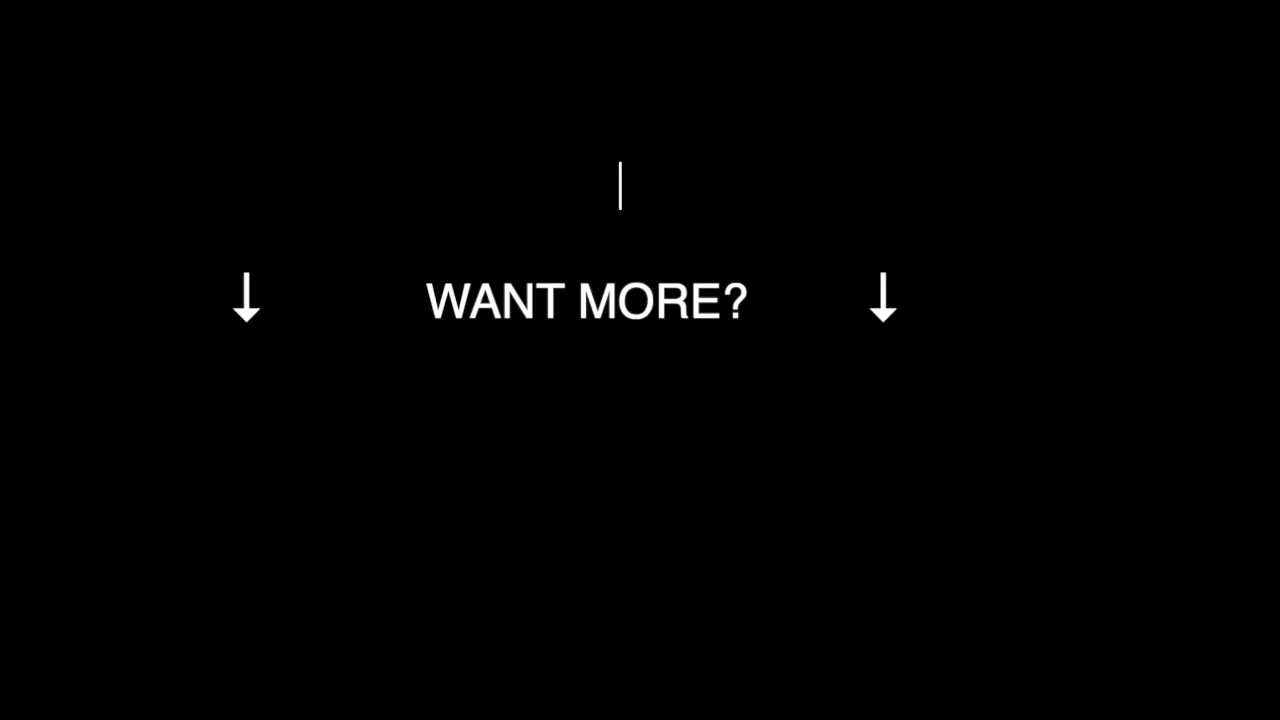 |
↓ WANT MORE? ↓